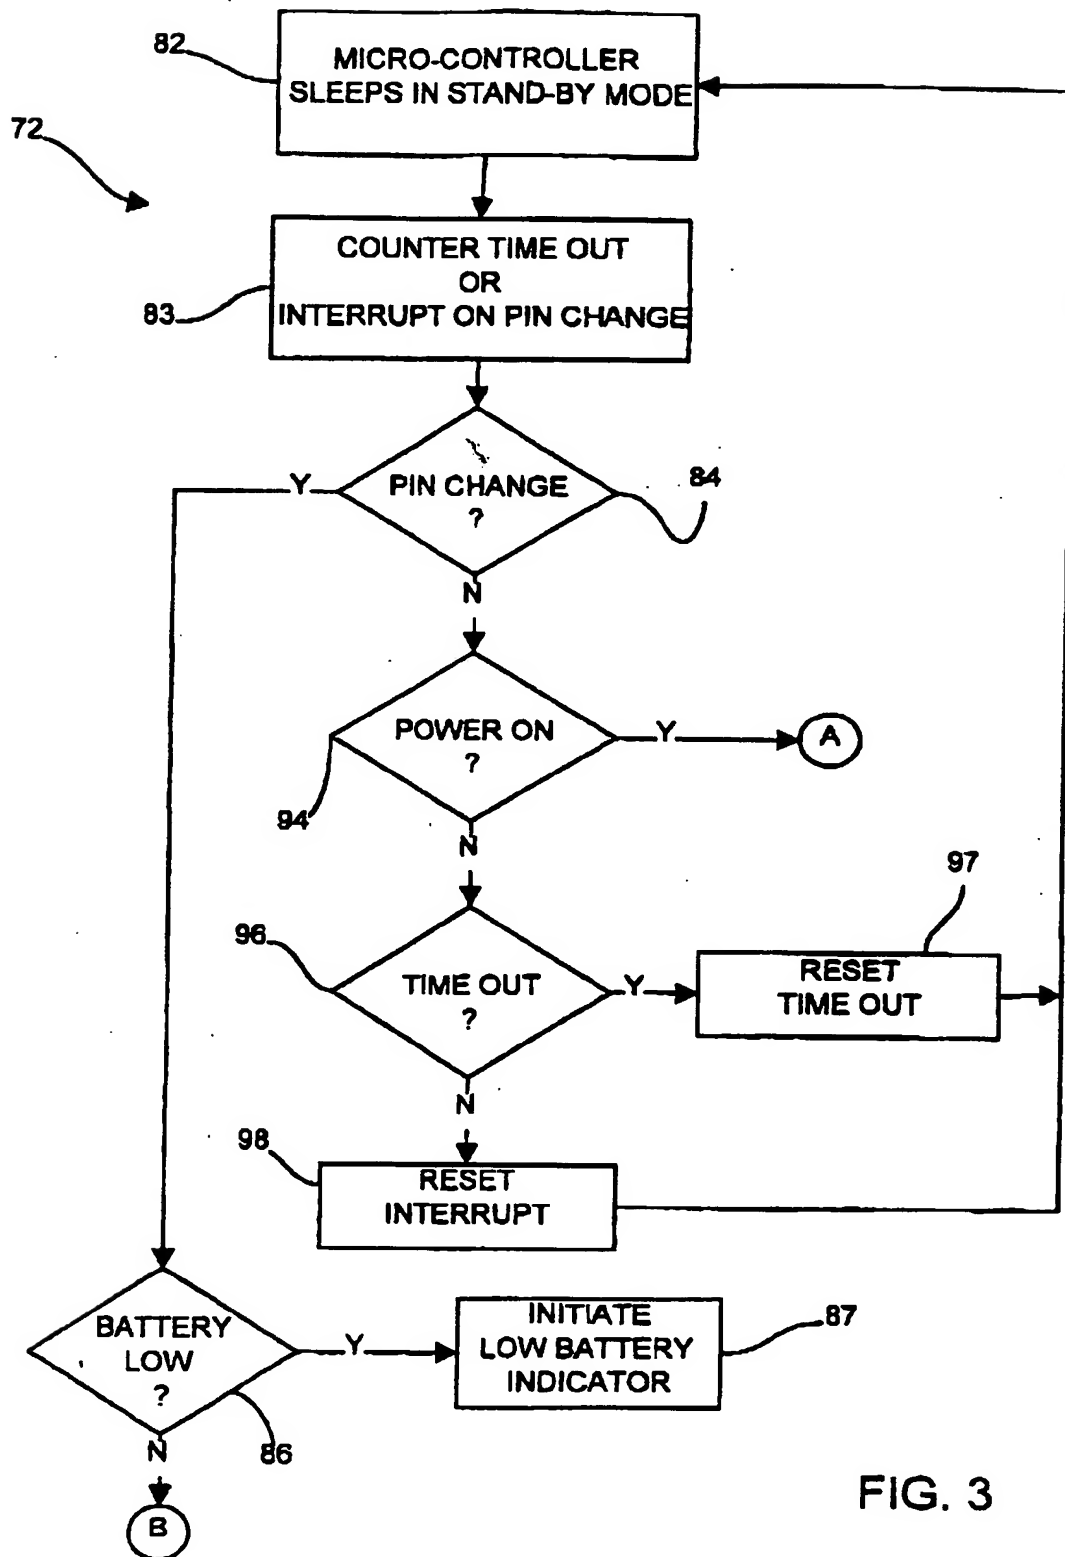 82
MICRO-CONTROLLER
SLEEPS IN STAND-BY MODE
72
COUNTER TIME OUT
OR
INTERRUPT ON PIN CHANGE
83
Y
PIN CHANGE
?
84
N
POWER ON
?
Y
A
94
N
97
96
TIME OUT
?
Y
RESET
TIME OUT
N
98
RESET
INTERRUPT
BATTERY
LOW
?
Y
INITIATE
LOW BATTERY
INDICATOR
87
N
86
B
FIG. 3